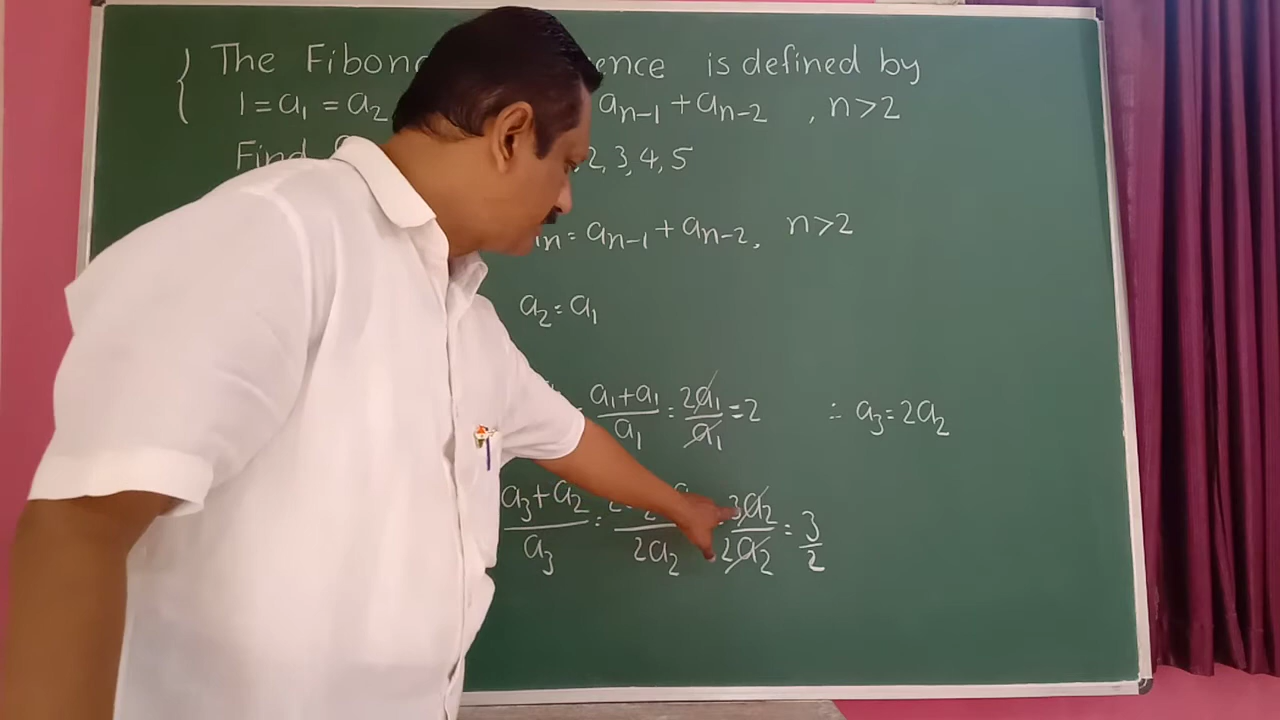 The Fibon ence is defined by
1 = a₁ = a₂ aₙ₋₁ + aₙ₋₂ , n > 2
Find , 2, 3, 4, 5
n = aₙ₋₁ + aₙ₋₂, n > 2
a₂ = a₁
= (a₁ + a₁)/a₁ = 2a₁/a₁ = 2 ∴ a₃ = 2a₂
(a₃ + a₂)/a₃ = /2a₂ 3a₂/2a₂ = 3/2